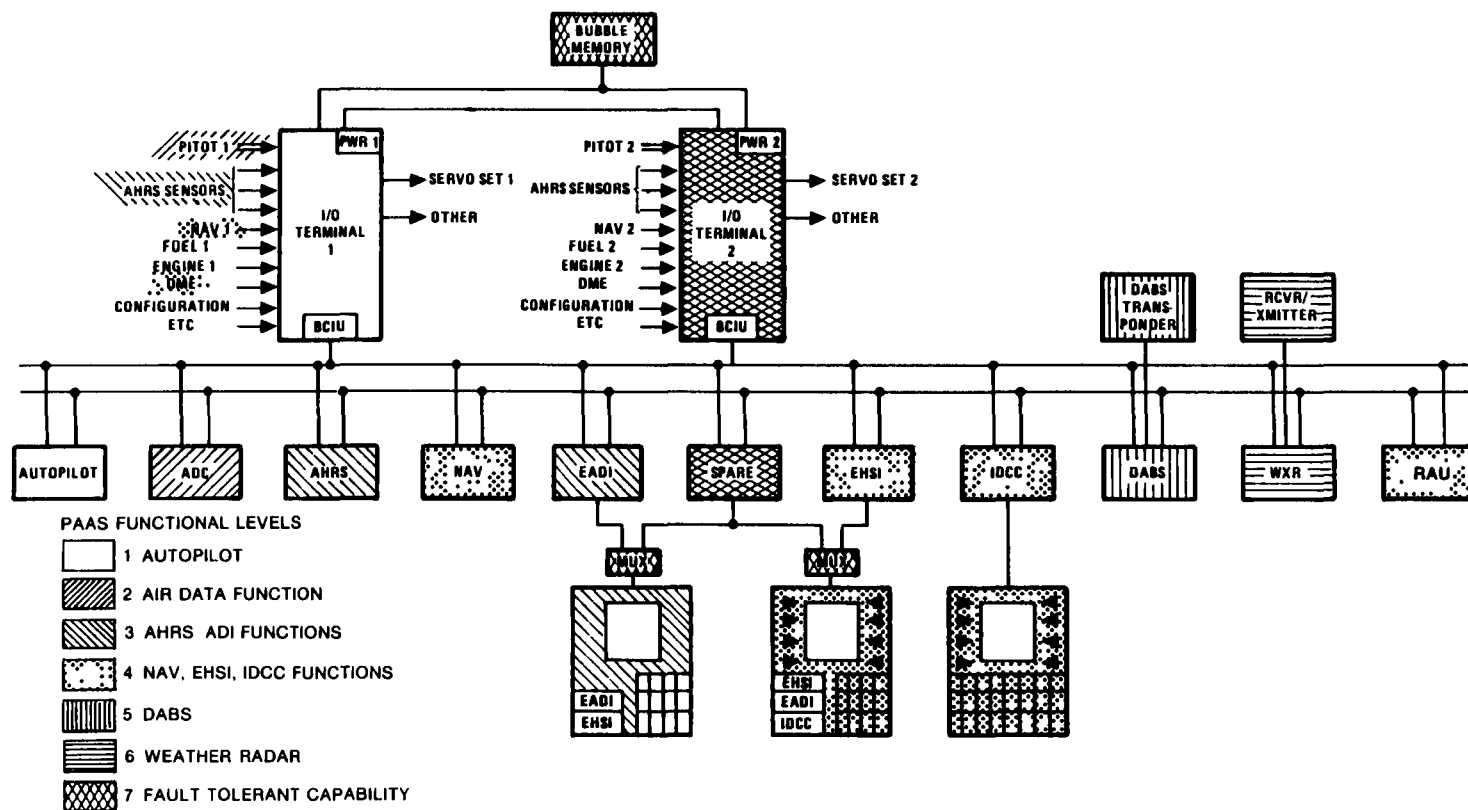 BUBBLE
MEMORY
PWR 1
PITOT 1
AHRS SENSORS
NAV 1
FUEL 1
ENGINE 1
DME
CONFIGURATION
ETC
I/O
TERMINAL
1
SERVO SET 1
OTHER
BCIU
PWR 2
PITOT 2
AHRS SENSORS
NAV 2
FUEL 2
ENGINE 2
DME
CONFIGURATION
ETC
I/O
TERMINAL
2
SERVO SET 2
OTHER
BCIU
DABS
TRANS-
PONDER
RCVR/
XMITTER
AUTOPILOT
ADC
AHRS
NAV
EADI
SPARE
EHSI
IDCC
DABS
WXR
RAU
MUX
MUX
EADI
EHSI
EHSI
EADI
IDCC
PAAS FUNCTIONAL LEVELS
1 AUTOPILOT
2 AIR DATA FUNCTION
3 AHRS ADI FUNCTIONS
4 NAV, EHSI, IDCC FUNCTIONS
5 DABS
6 WEATHER RADAR
7 FAULT TOLERANT CAPABILITY